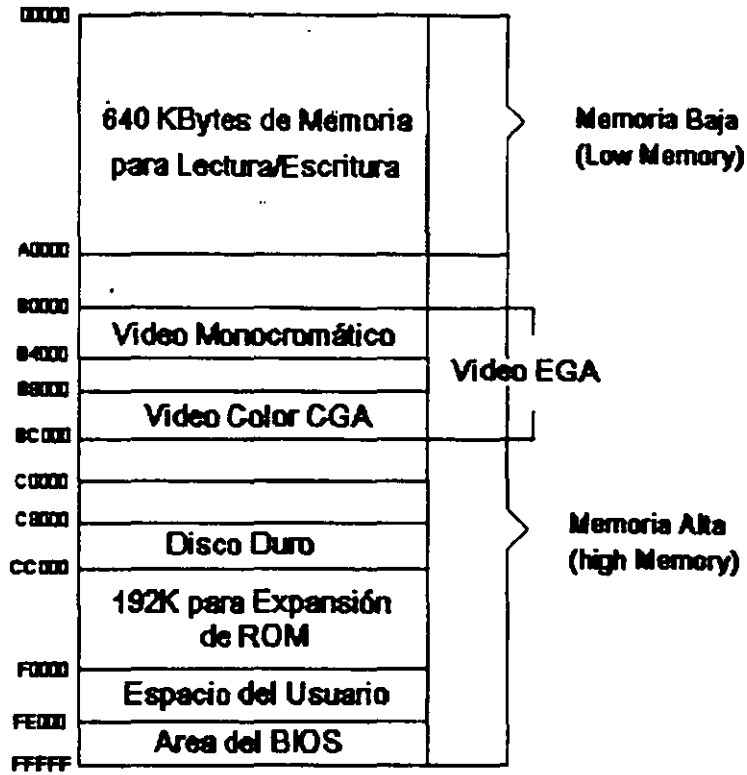 00000
640 KBytes de Memoria
para Lectura/Escritura
Memoria Baja
(Low Memory)
A0000
B0000
Video Monocromático
B4000
Video EGA
B8000
Video Color CGA
BC000
C0000
C8000
Disco Duro
Memoria Alta
(high Memory)
CC000
192K para Expansión
de ROM
F0000
Espacio del Usuario
FE000
Area del BIOS
FFFFF